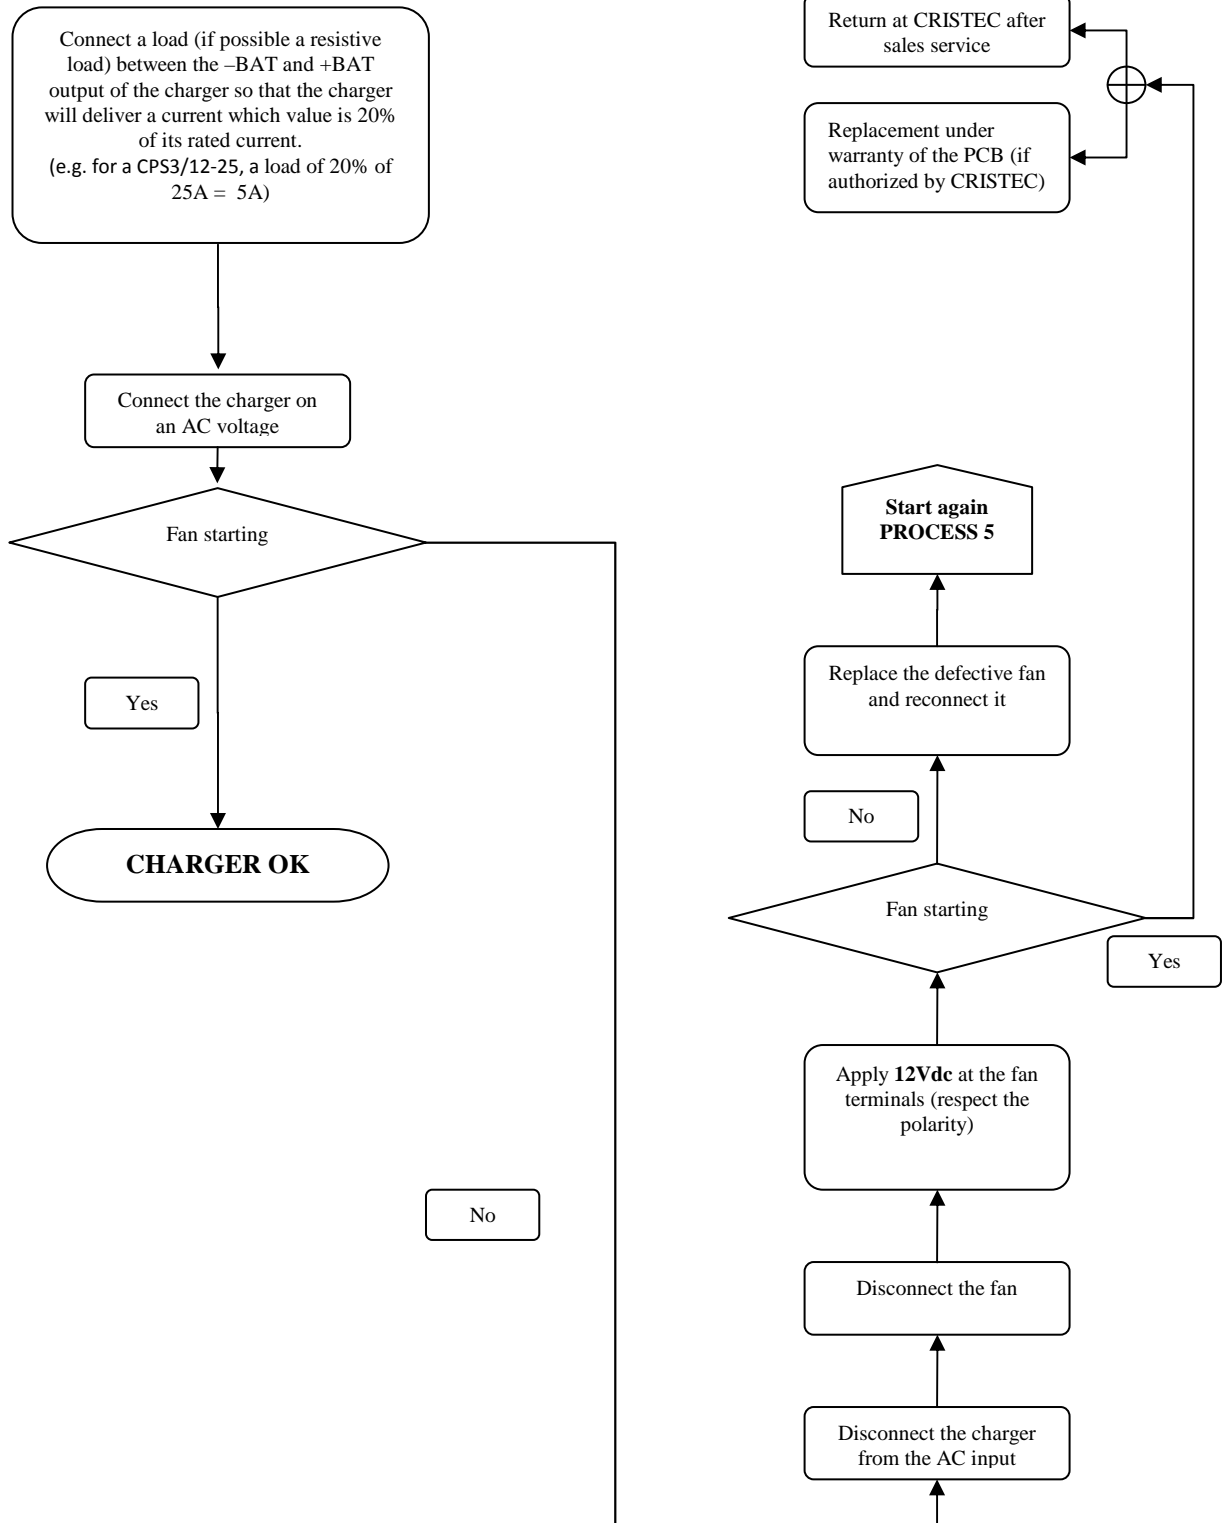 Connect a load (if possible a resistive
load) between the –BAT and +BAT
output of the charger so that the charger
will deliver a current which value is 20%
of its rated current.
(e.g. for a CPS3/12-25, a load of 20% of
25A =  5A)
Connect the charger on
an AC voltage
Fan starting
Yes
CHARGER OK
No
Return at CRISTEC after
sales service
Replacement under
warranty of the PCB (if
authorized by CRISTEC)
Start again
PROCESS 5
Replace the defective fan
and reconnect it
No
Fan starting
Yes
Apply 12Vdc at the fan
terminals (respect the
polarity)
Disconnect the fan
Disconnect the charger
from the AC input